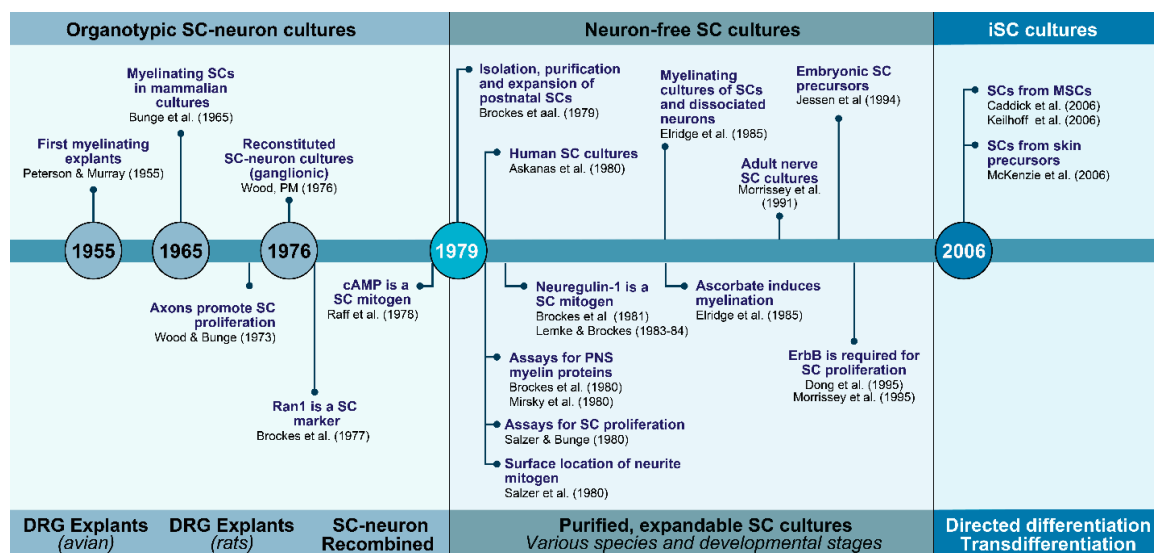 Organotypic SC-neuron cultures
Neuron-free SC cultures
iSC cultures
First myelinating
explants
Peterson & Murray (1955)
Myelinating SCs
in mammalian
cultures
Bunge et al. (1965)
Reconstituted
SC-neuron cultures
(ganglionic)
Wood, PM (1976)
Isolation, purification
and expansion of
postnatal SCs
Brockes et aal. (1979)
Human SC cultures
Askanas et al. (1980)
Myelinating
cultures of SCs
and dissociated
neurons
Elridge et al. (1985)
Adult nerve
SC cultures
Morrissey et al.
(1991)
Embryonic SC
precursors
Jessen et al (1994)
SCs from MSCs
Caddick et al. (2006)
Keilhoff et al. (2006)
SCs from skin
precursors
McKenzie et al. (2006)
1955
1965
1976
1979
2006
Axons promote SC
proliferation
Wood & Bunge (1973)
Ran1 is a SC
marker
Brockes et al. (1977)
cAMP is a
SC mitogen
Raff et al. (1978)
Neuregulin-1 is a
SC mitogen
Brockes et al (1981)
Lemke & Brockes (1983-84)
Assays for PNS
myelin proteins
Brockes et al. (1980)
Mirsky et al. (1980)
Assays for SC proliferation
Salzer & Bunge (1980)
Surface location of neurite
mitogen
Salzer et al. (1980)
Ascorbate induces
myelination
Elridge et al. (1985)
ErbB is required for
SC proliferation
Dong et al. (1995)
Morrissey et al. (1995)
DRG Explants
(avian)
DRG Explants
(rats)
SC-neuron
Recombined
Purified, expandable SC cultures
Various species and developmental stages
Directed differentiation
Transdifferentiation